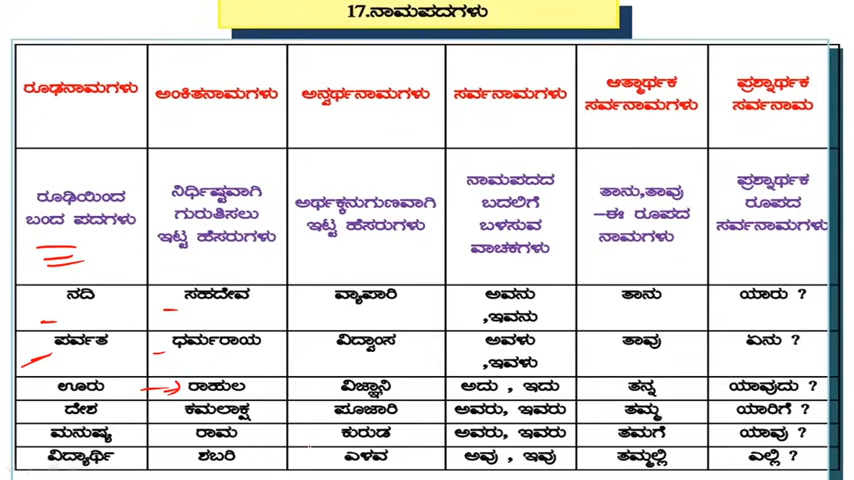 17.ನಾಮಪದಗಳು
ರೂಢನಾಮಗಳು ಅಂಕಿತನಾಮಗಳು ಅನ್ವರ್ಥನಾಮಗಳು ಸರ್ವನಾಮಗಳು ಆತ್ಮಾರ್ಥಕ ಸರ್ವನಾಮಗಳು ಪ್ರಶ್ನಾರ್ಥಕ ಸರ್ವನಾಮ
ರೂಢಿಯಿಂದ ಬಂದ ಪದಗಳು ನಿರ್ಧಿಷ್ಟವಾಗಿ ಗುರುತಿಸಲು ಇಟ್ಟ ಹೆಸರುಗಳು ಅರ್ಥಕ್ಕನುಗುಣವಾಗಿ ಇಟ್ಟ ಹೆಸರುಗಳು ನಾಮಪದದ ಬದಲಿಗೆ ಬಳಸುವ ವಾಚಕಗಳು ತಾನು,ತಾವು –ಈ ರೂಪದ ನಾಮಗಳು ಪ್ರಶ್ನಾರ್ಥಕ ರೂಪದ ಸರ್ವನಾಮಗಳು
ನದಿ ಸಹದೇವ ವ್ಯಾಪಾರಿ ಅವನು ,ಇವನು ತಾನು ಯಾರು ?
ಪರ್ವತ ಧರ್ಮರಾಯ ವಿದ್ವಾಂಸ ಅವಳು ,ಇವಳು ತಾವು ಏನು ?
ಊರು ರಾಹುಲ ವಿಜ್ಞಾನಿ ಅದು , ಇದು ತನ್ನ ಯಾವುದು ?
ದೇಶ ಕಮಲಾಕ್ಷ ಪೂಜಾರಿ ಅವರು, ಇವರು ತಮ್ಮ ಯಾರಿಗೆ ?
ಮನುಷ್ಯ ರಾಮ ಕುರುಡ ಅವರು, ಇವರು ತಮಗೆ ಯಾವು ?
ವಿದ್ಯಾರ್ಥಿ ಶಬರಿ ಎಳವ ಅವು , ಇವು ತಮ್ಮಲ್ಲಿ ಎಲ್ಲಿ ?